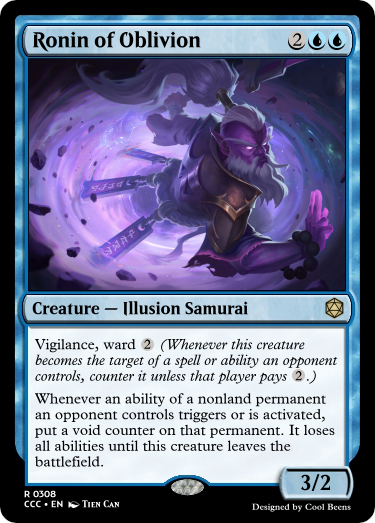 Ronin of Oblivion 2
Creature — Illusion Samurai
Vigilance, ward 2 (Whenever this creature
becomes the target of a spell or ability an opponent
controls, counter it unless that player pays 2.)
Whenever an ability of a nonland permanent
an opponent controls triggers or is activated,
put a void counter on that permanent. It loses
all abilities until this creature leaves the
battlefield.
3/2
R 0308
CCC • EN Tien Can
Designed by Cool Beens